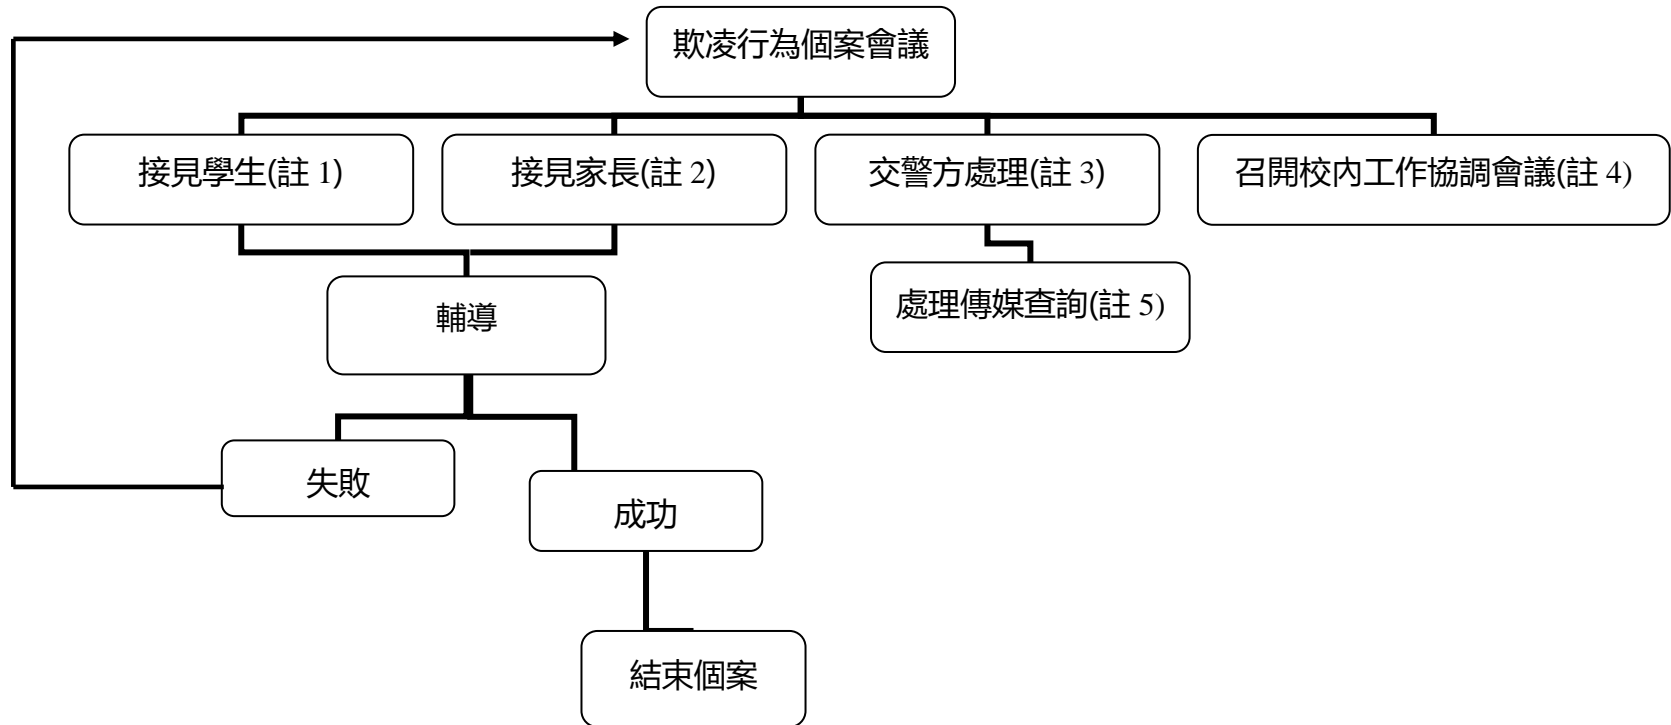 欺凌行為個案會議
接見學生(註 1)
接見家長(註 2)
交警方處理(註 3)
召開校內工作協調會議(註 4)
處理傳媒查詢(註 5)
輔導
失敗
成功
結束個案